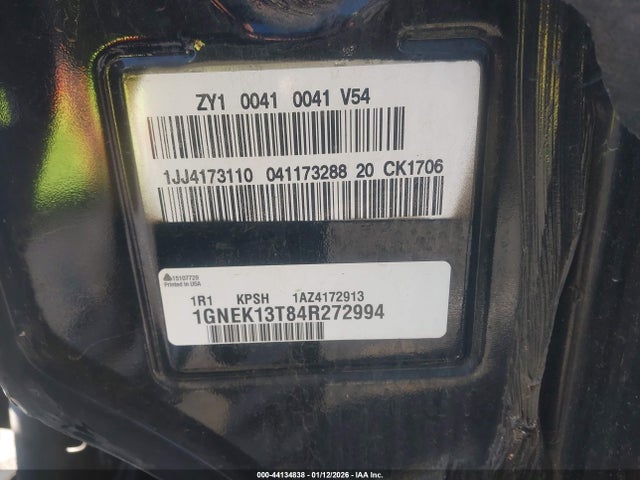 ZY1 0041 0041 V54
1JJ4173110 041173288 20 CK1706
15107729
Printed in USA
1R1 KPSH 1AZ4172913
1GNEK13T84R272994
000-44134838 - 01/12/2026 - IAA Inc.